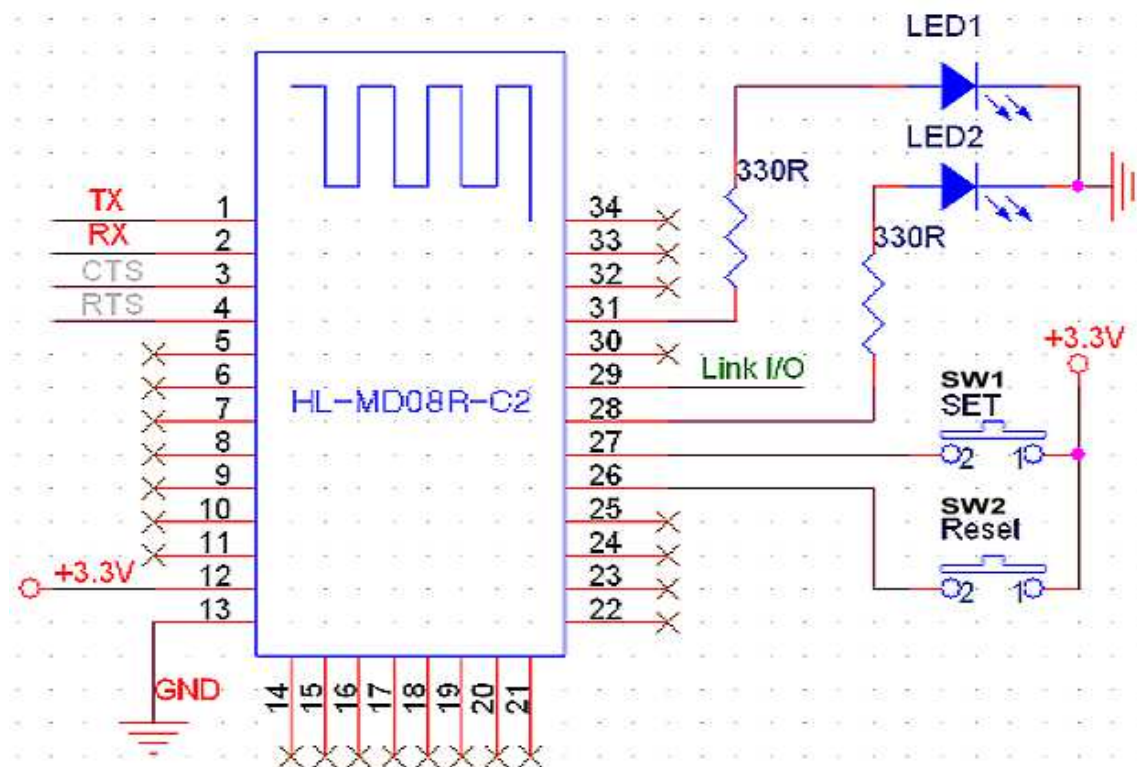 LED1
LED2
330R
330R
TX
RX
CTS
RTS
1
2
3
4
5
6
7
8
9
10
11
12
13
+3.3V
GND
HL-MD08R-C2
14
15
16
17
18
19
20
21
34
33
32
31
30
29
28
27
26
25
24
23
22
Link I/O
+3.3V
SW1
SET
2 1
SW2
Reset
2 1